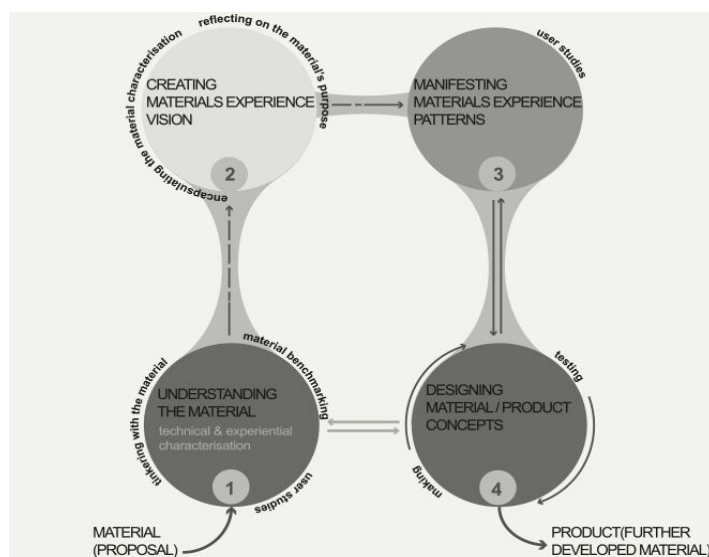 reflecting on the material's purpose
encapsulating the material characterisation
CREATING
MATERIALS EXPERIENCE
VISION
2
user studies
MANIFESTING
MATERIALS EXPERIENCE
PATTERNS
3
tinkering with the material
material benchmarking
UNDERSTANDING
THE MATERIAL
technical & experiential
characterisation
user studies
1
testing
DESIGNING
MATERIAL / PRODUCT
CONCEPTS
making
4
MATERIAL
(PROPOSAL)
PRODUCT(FURTHER
DEVELOPED MATERIAL)